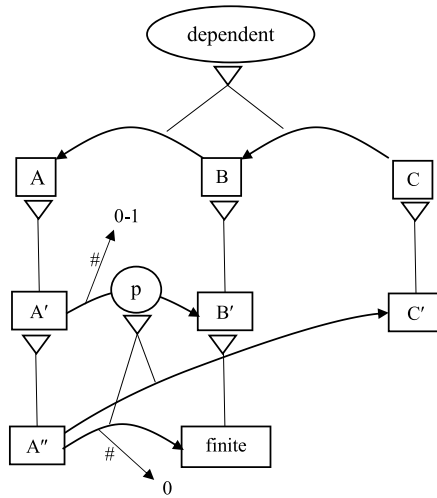 dependent
A
B
C
0-1
#
p
A′
B′
C′
A″
finite
#
0